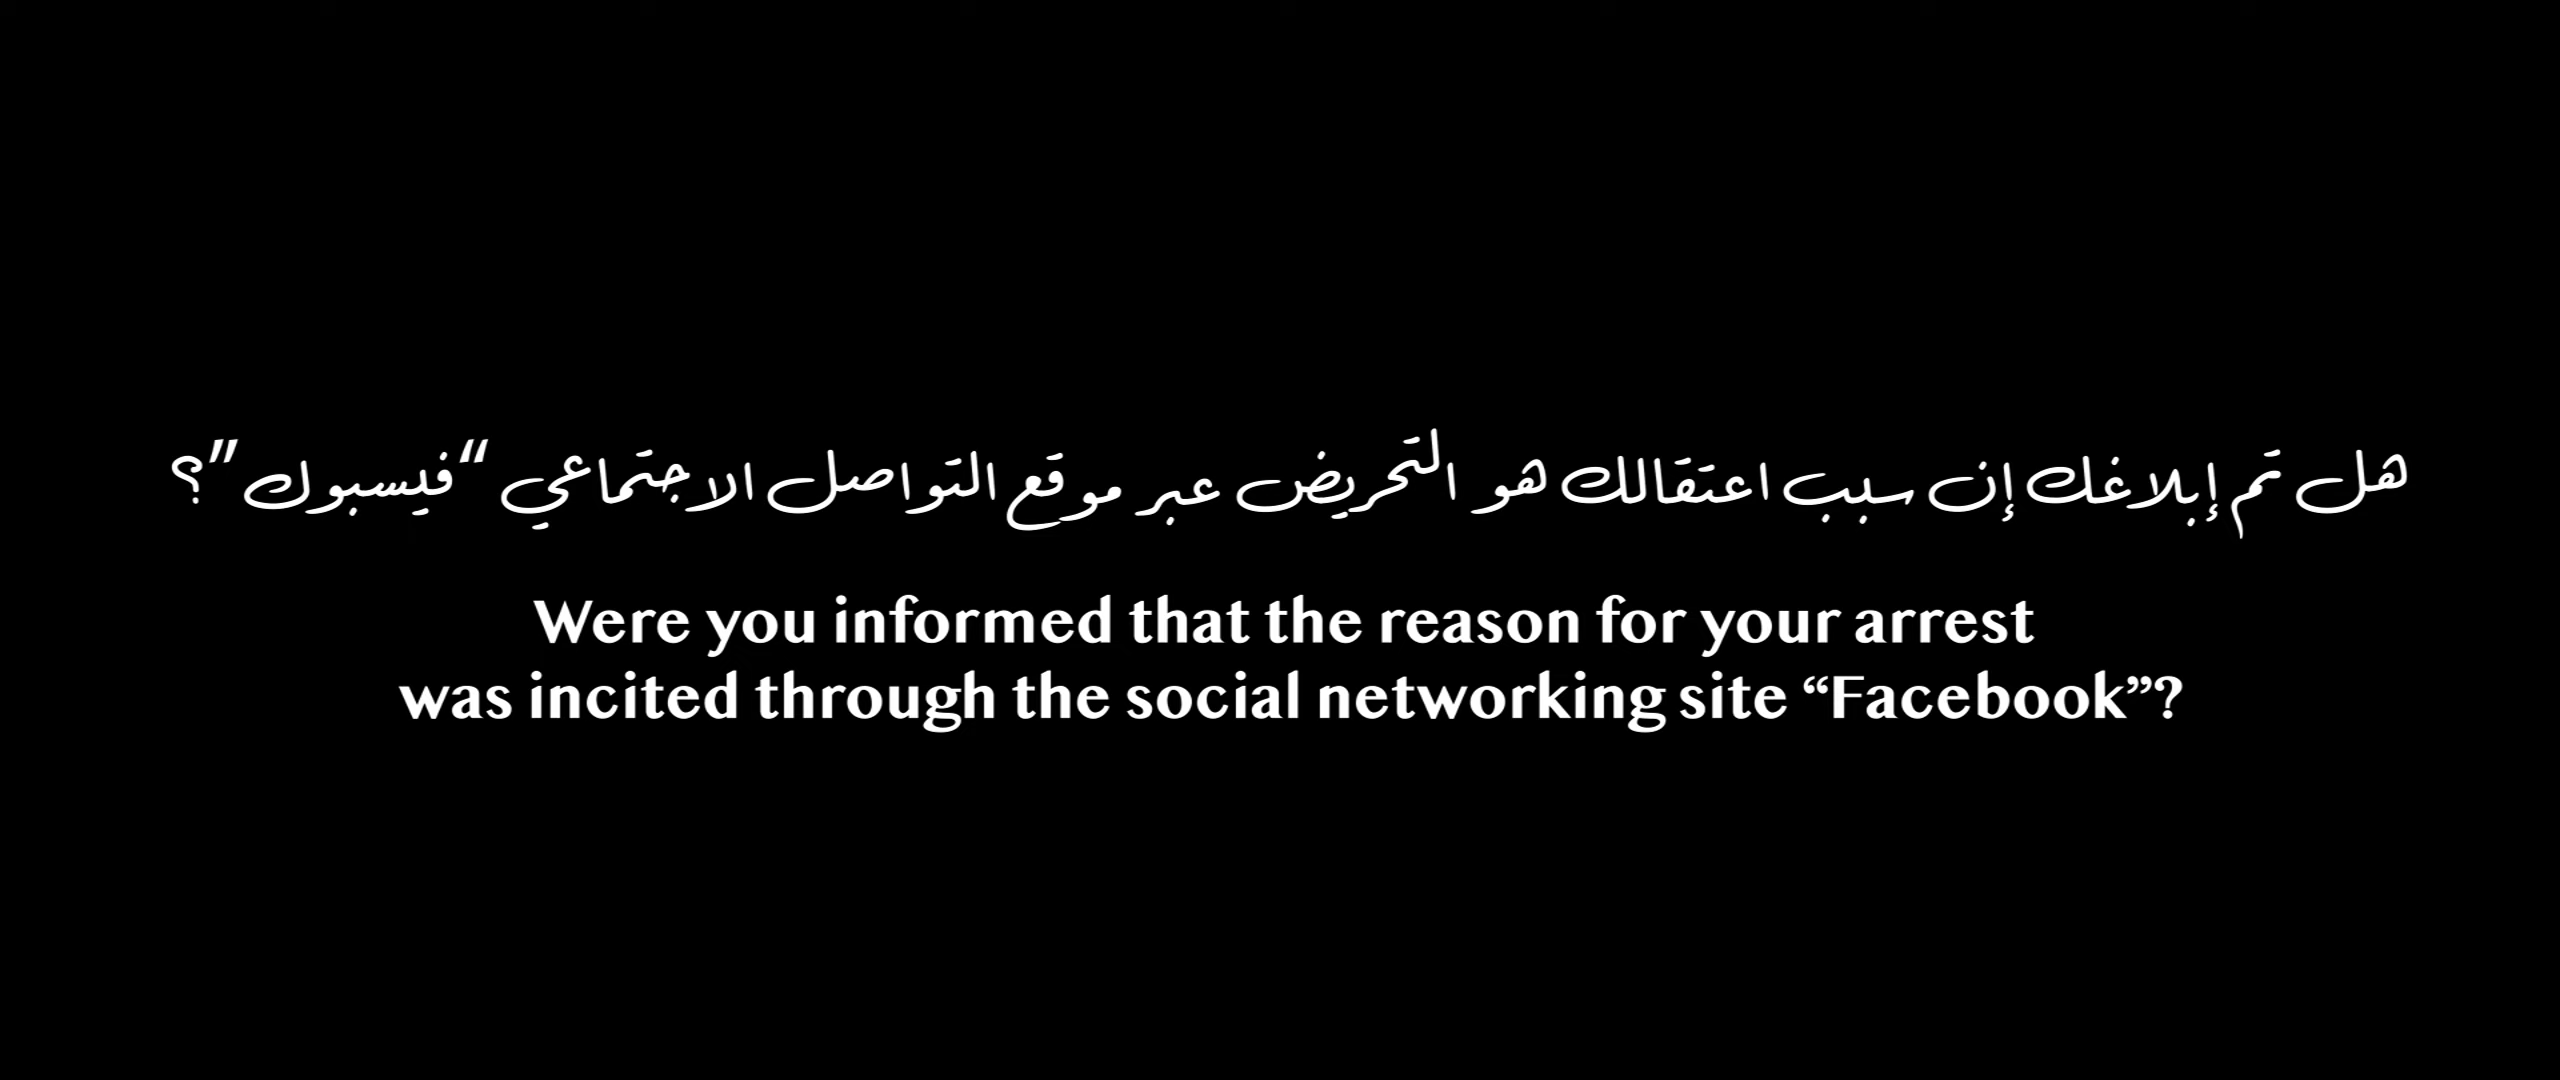 هل تم إبلاغك إن سبب اعتقالك هو التحريض عبر موقع التواصل الاجتماعي “فيسبوك”؟
Were you informed that the reason for your arrest
was incited through the social networking site “Facebook”?